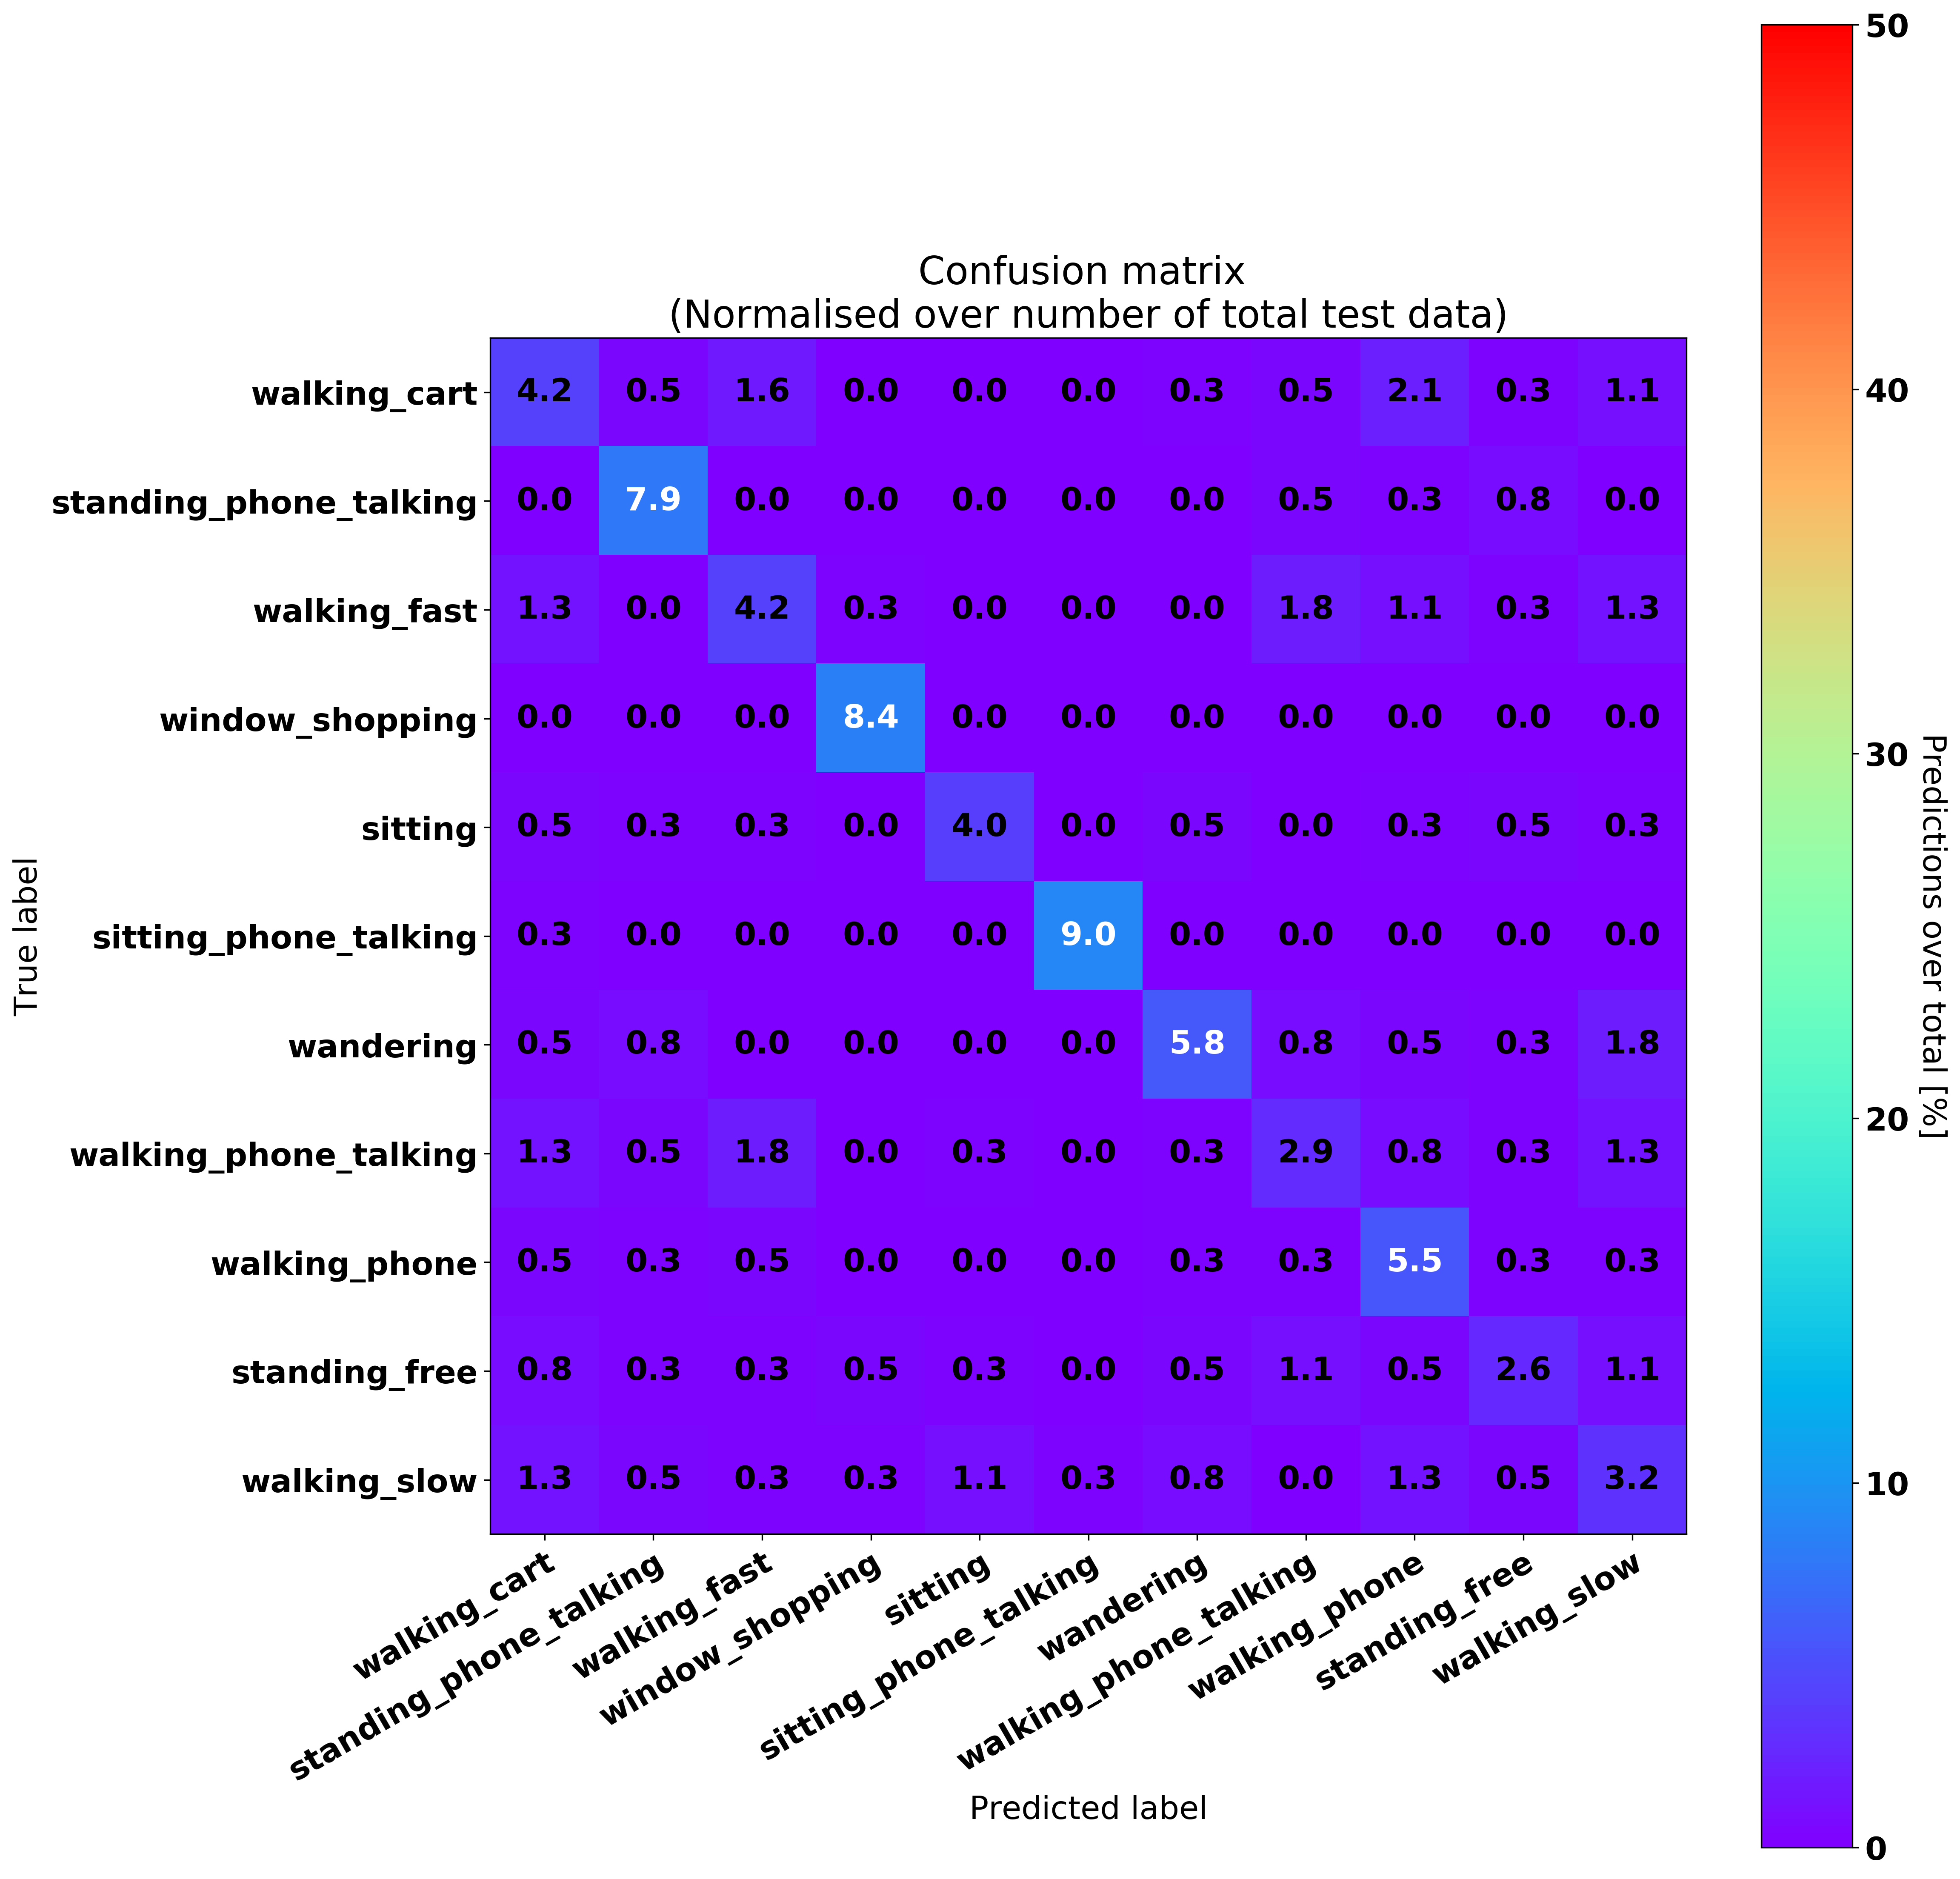 Confusion matrix
(Normalised over number of total test data)
True label
walking_cart 4.2 0.5 1.6 0.0 0.0 0.0 0.3 0.5 2.1 0.3 1.1
standing_phone_talking 0.0 7.9 0.0 0.0 0.0 0.0 0.0 0.5 0.3 0.8 0.0
walking_fast 1.3 0.0 4.2 0.3 0.0 0.0 0.0 1.8 1.1 0.3 1.3
window_shopping 0.0 0.0 0.0 8.4 0.0 0.0 0.0 0.0 0.0 0.0 0.0
sitting 0.5 0.3 0.3 0.0 4.0 0.0 0.5 0.0 0.3 0.5 0.3
sitting_phone_talking 0.3 0.0 0.0 0.0 0.0 9.0 0.0 0.0 0.0 0.0 0.0
wandering 0.5 0.8 0.0 0.0 0.0 0.0 5.8 0.8 0.5 0.3 1.8
walking_phone_talking 1.3 0.5 1.8 0.0 0.3 0.0 0.3 2.9 0.8 0.3 1.3
walking_phone 0.5 0.3 0.5 0.0 0.0 0.0 0.3 0.3 5.5 0.3 0.3
standing_free 0.8 0.3 0.3 0.5 0.3 0.0 0.5 1.1 0.5 2.6 1.1
walking_slow 1.3 0.5 0.3 0.3 1.1 0.3 0.8 0.0 1.3 0.5 3.2
walking_cart
standing_phone_talking
walking_fast
window_shopping
sitting
sitting_phone_talking
wandering
walking_phone_talking
walking_phone
standing_free
walking_slow
Predicted label
50
40
30
20
10
0
Predictions over total [%]